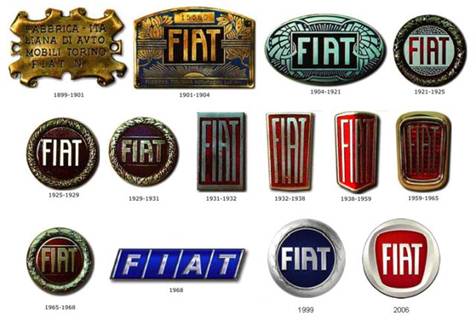 FABBRICA - ITA
LIANA DI AVTO
MOBILI TORINO
FIAT N
FIAT
FIAT
FIAT
1899-1901
1901-1904
1904-1921
1921-1925
FIAT
FIAT
FIAT
FIAT
FIAT
FIAT
1925-1929
1929-1931
1931-1932
1932-1938
1938-1959
1959-1965
FIAT
FIAT
FIAT
FIAT
1965-1968
1968
1999
2006